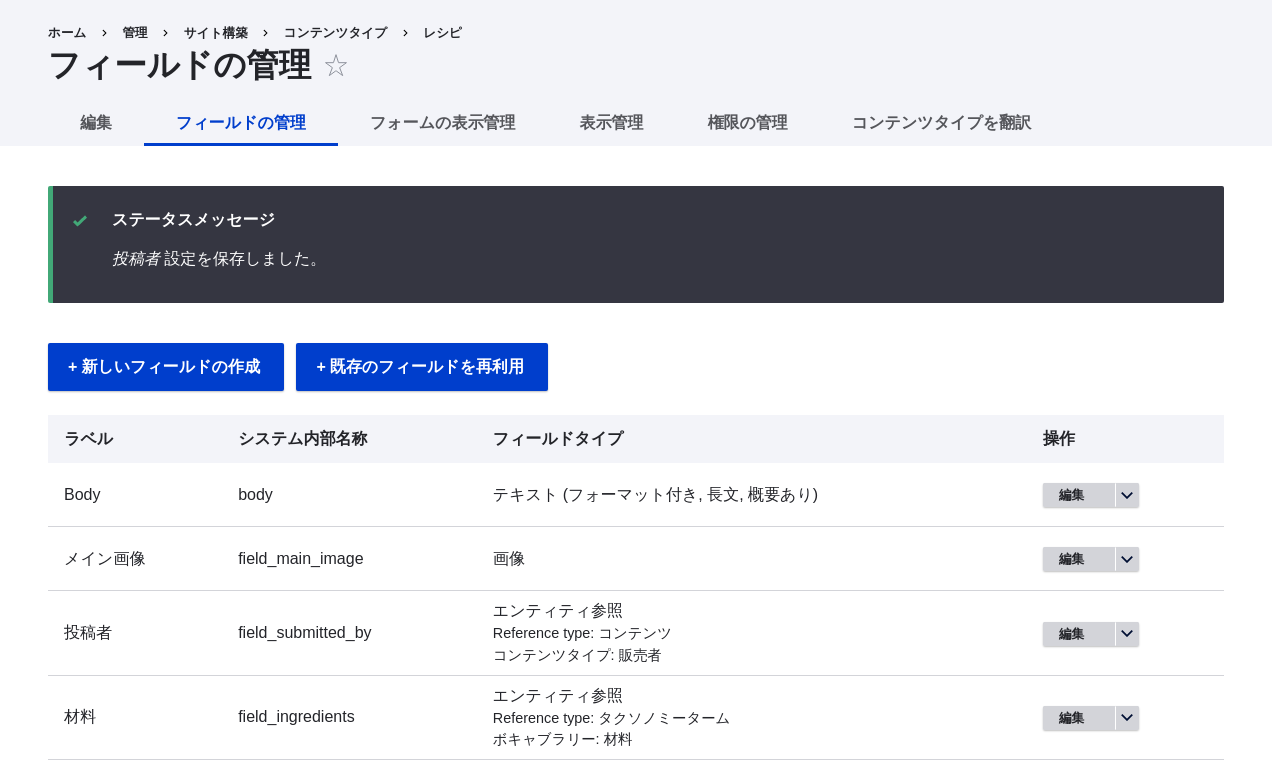 ホーム › 管理 › サイト構築 › コンテンツタイプ › レシピ
フィールドの管理 ☆
編集 フィールドの管理 フォームの表示管理 表示管理 権限の管理 コンテンツタイプを翻訳
ステータスメッセージ
投稿者 設定を保存しました。
+ 新しいフィールドの作成 + 既存のフィールドを再利用
ラベル システム内部名称 フィールドタイプ 操作
Body body テキスト (フォーマット付き, 長文, 概要あり) 編集
メイン画像 field_main_image 画像 編集
エンティティ参照
投稿者 field_submitted_by Reference type: コンテンツ 編集
コンテンツタイプ: 販売者
エンティティ参照
材料 field_ingredients Reference type: タクソノミーターム 編集
ボキャブラリー: 材料